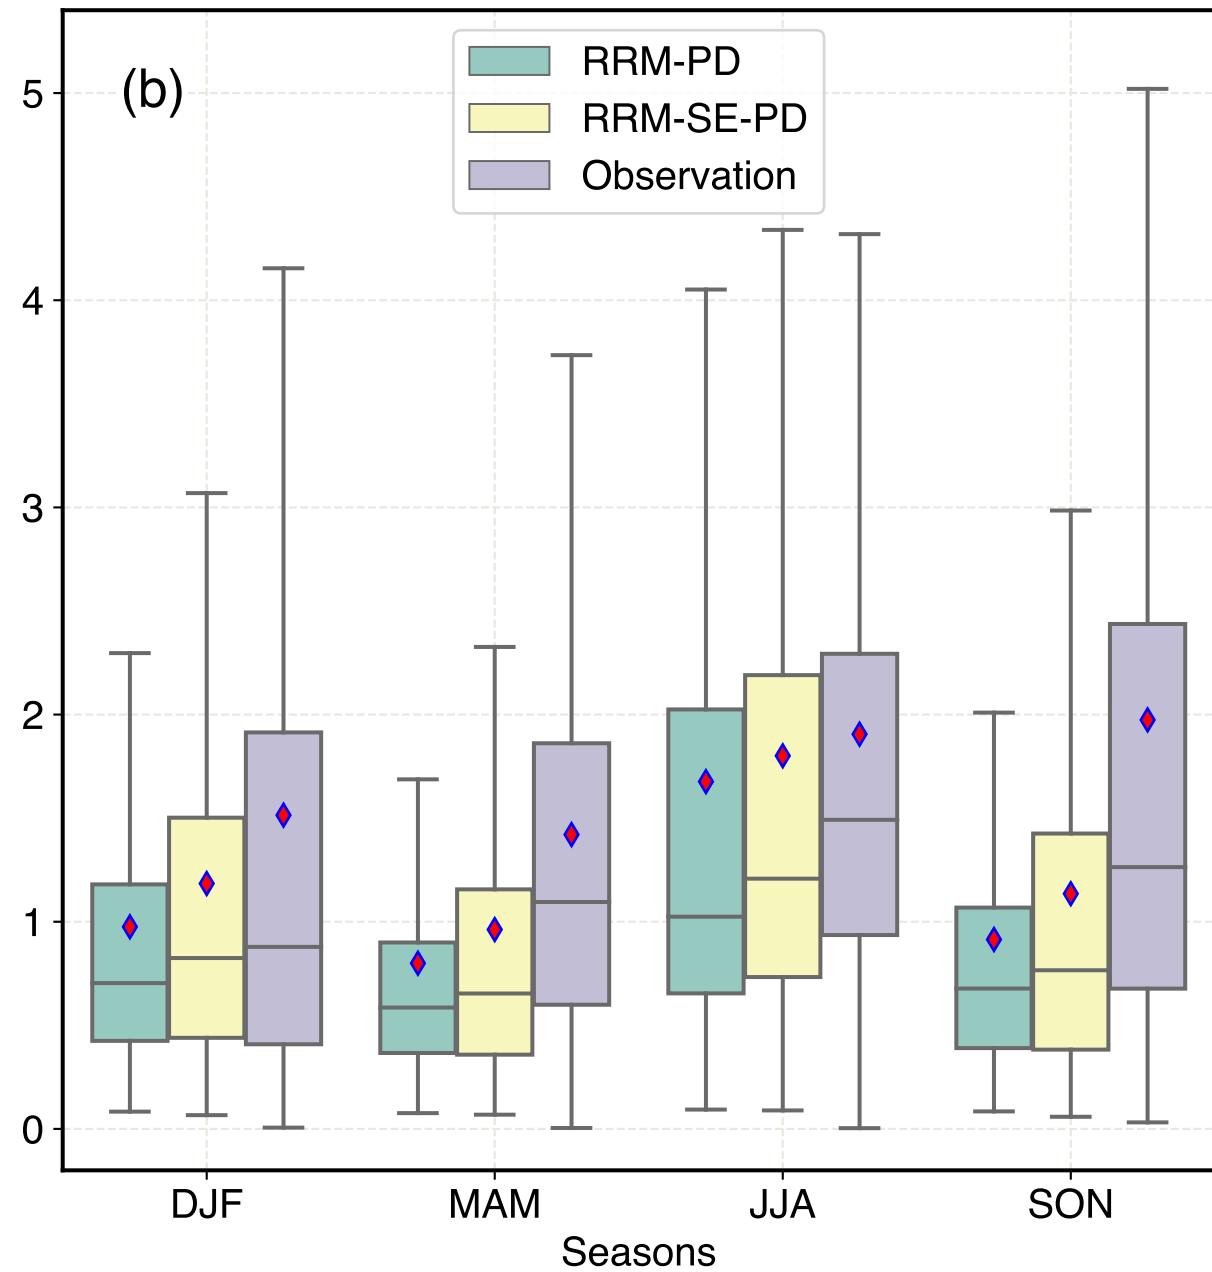 (b)
RRM-PD
RRM-SE-PD
Observation
5
4
3
2
1
0
DJF MAM JJA SON
Seasons